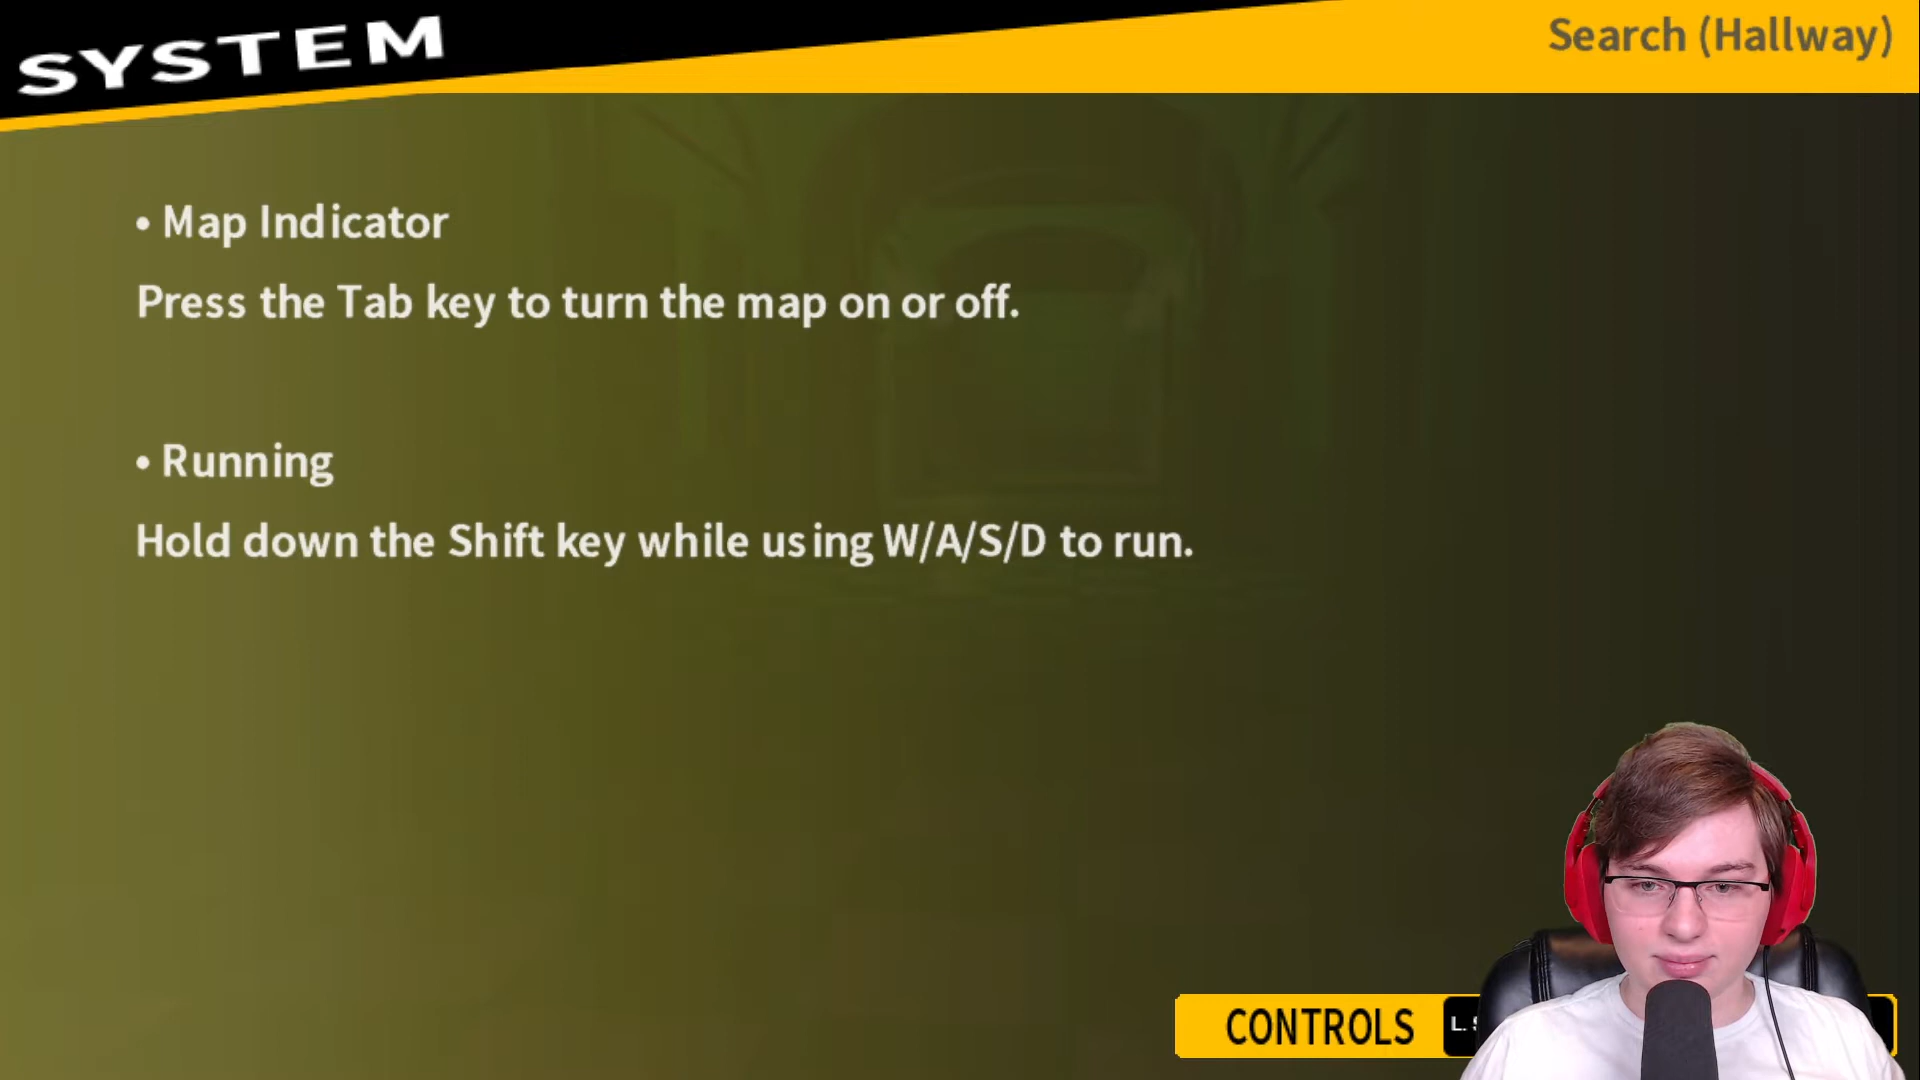 SYSTEM
Search (Hallway)
• Map Indicator
Press the Tab key to turn the map on or off.
• Running
Hold down the Shift key while using W/A/S/D to run.
CONTROLS
L.